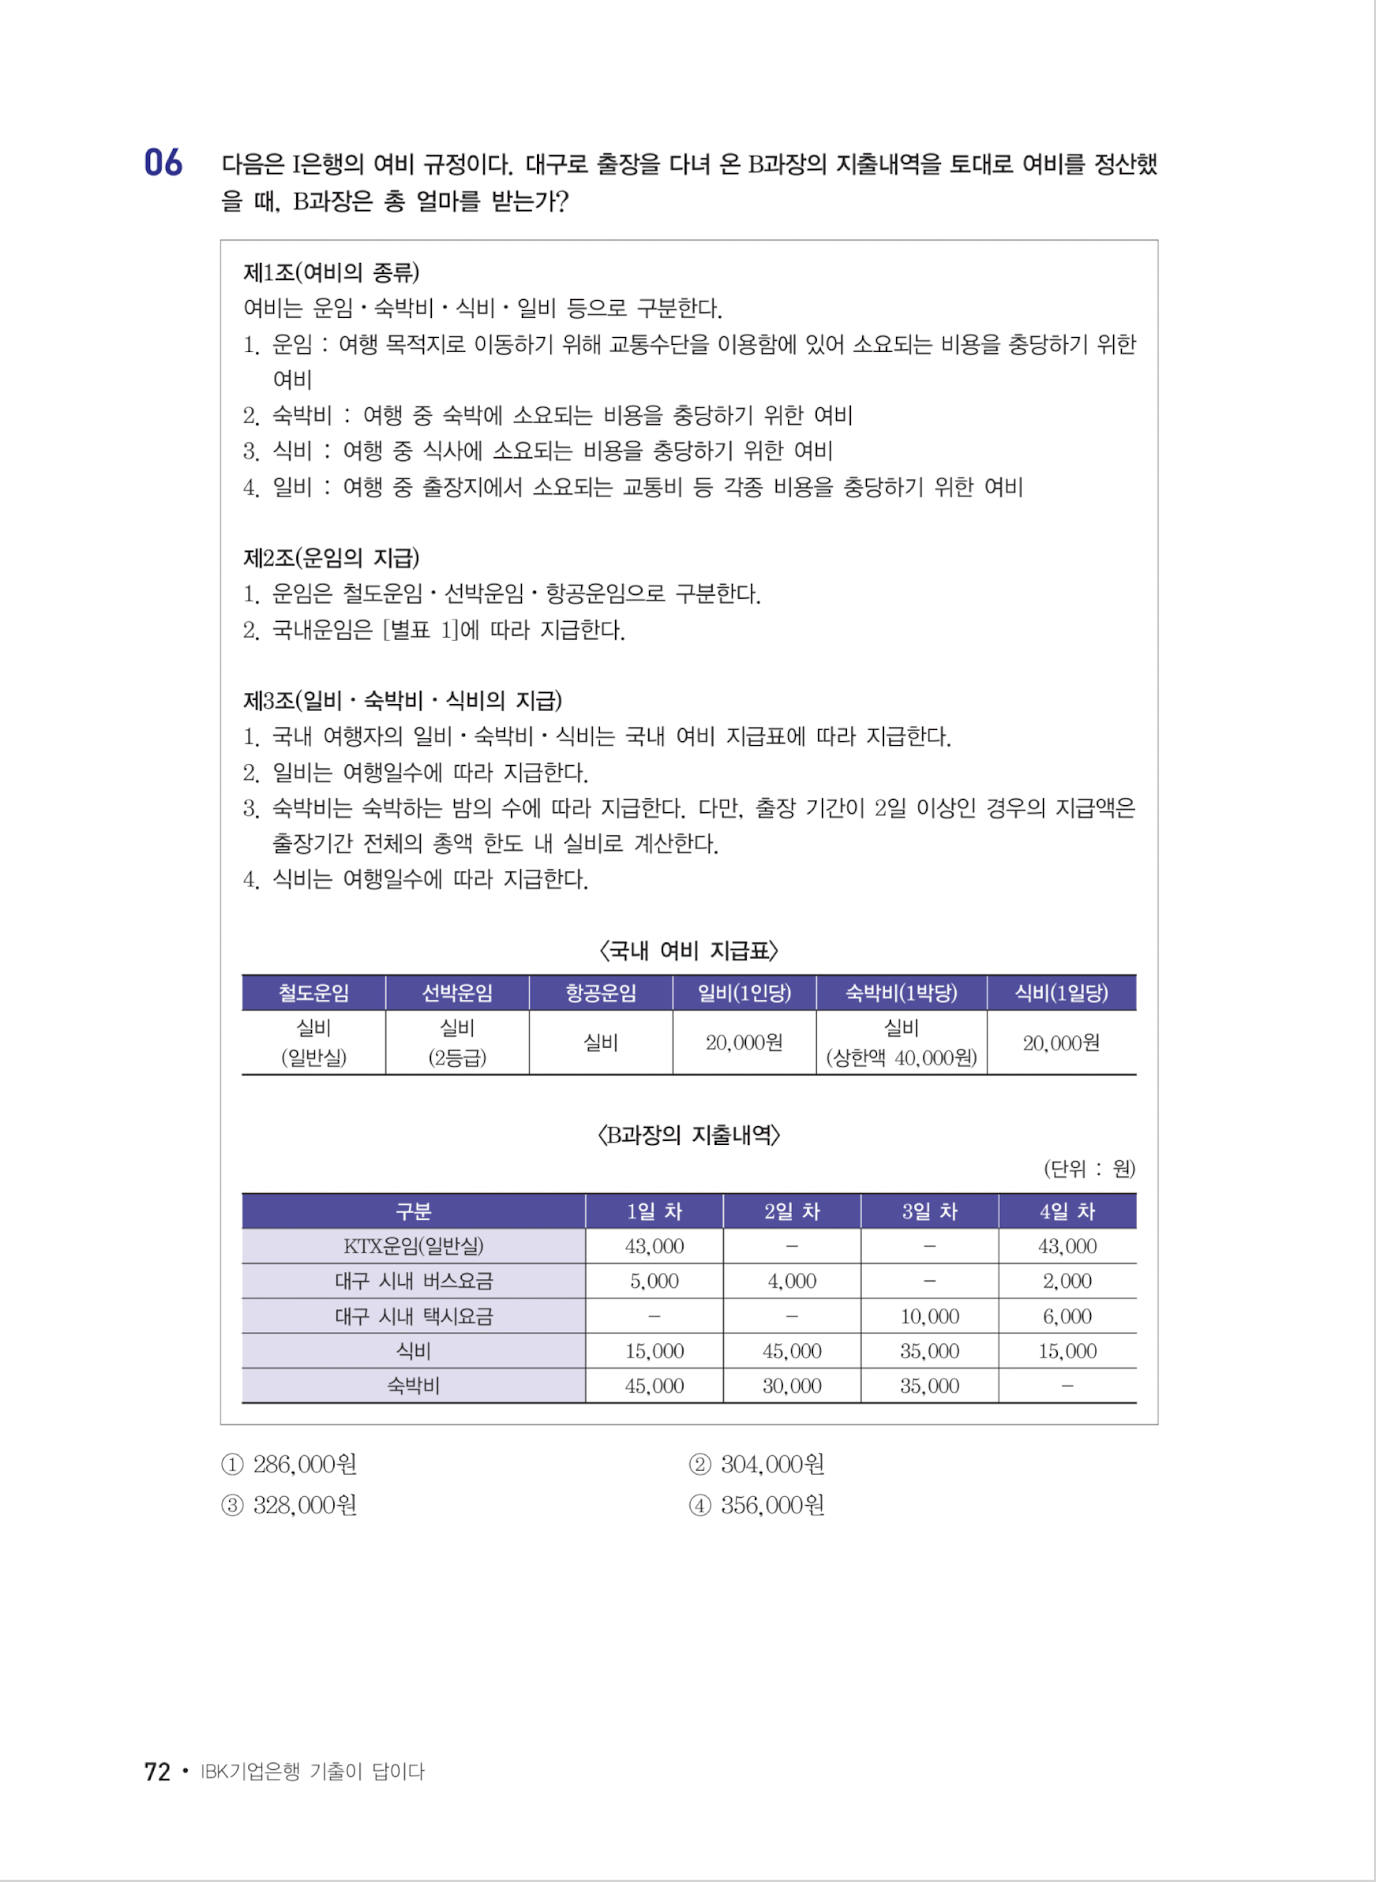 06 다음은 I은행의 여비 규정이다. 대구로 출장을 다녀 온 B과장의 지출내역을 토대로 여비를 정산했
을 때, B과장은 총 얼마를 받는가?
제1조(여비의 종류)
여비는 운임·숙박비·식비·일비 등으로 구분한다.
1. 운임 : 여행 목적지로 이동하기 위해 교통수단을 이용함에 있어 소요되는 비용을 충당하기 위한
여비
2. 숙박비 : 여행 중 숙박에 소요되는 비용을 충당하기 위한 여비
3. 식비 : 여행 중 식사에 소요되는 비용을 충당하기 위한 여비
4. 일비 : 여행 중 출장지에서 소요되는 교통비 등 각종 비용을 충당하기 위한 여비
제2조(운임의 지급)
1. 운임은 철도운임·선박운임·항공운임으로 구분한다.
2. 국내운임은 [별표 1]에 따라 지급한다.
제3조(일비·숙박비·식비의 지급)
1. 국내 여행자의 일비·숙박비·식비는 국내 여비 지급표에 따라 지급한다.
2. 일비는 여행일수에 따라 지급한다.
3. 숙박비는 숙박하는 밤의 수에 따라 지급한다. 다만, 출장 기간이 2일 이상인 경우의 지급액은
출장기간 전체의 총액 한도 내 실비로 계산한다.
4. 식비는 여행일수에 따라 지급한다.
〈국내 여비 지급표〉
철도운임 선박운임 항공운임 일비(1인당) 숙박비(1박당) 식비(1일당)
실비 실비 실비
(일반실) (2등급) 실비 20,000원 (상한액 40,000원) 20,000원
〈B과장의 지출내역〉
(단위 : 원)
구분 1일 차 2일 차 3일 차 4일 차
KTX운임(일반실) 43,000 － － 43,000
대구 시내 버스요금 5,000 4,000 － 2,000
대구 시내 택시요금 － － 10,000 6,000
식비 15,000 45,000 35,000 15,000
숙박비 45,000 30,000 35,000 －
① 286,000원 ② 304,000원
③ 328,000원 ④ 356,000원
72 • IBK기업은행 기출이 답이다